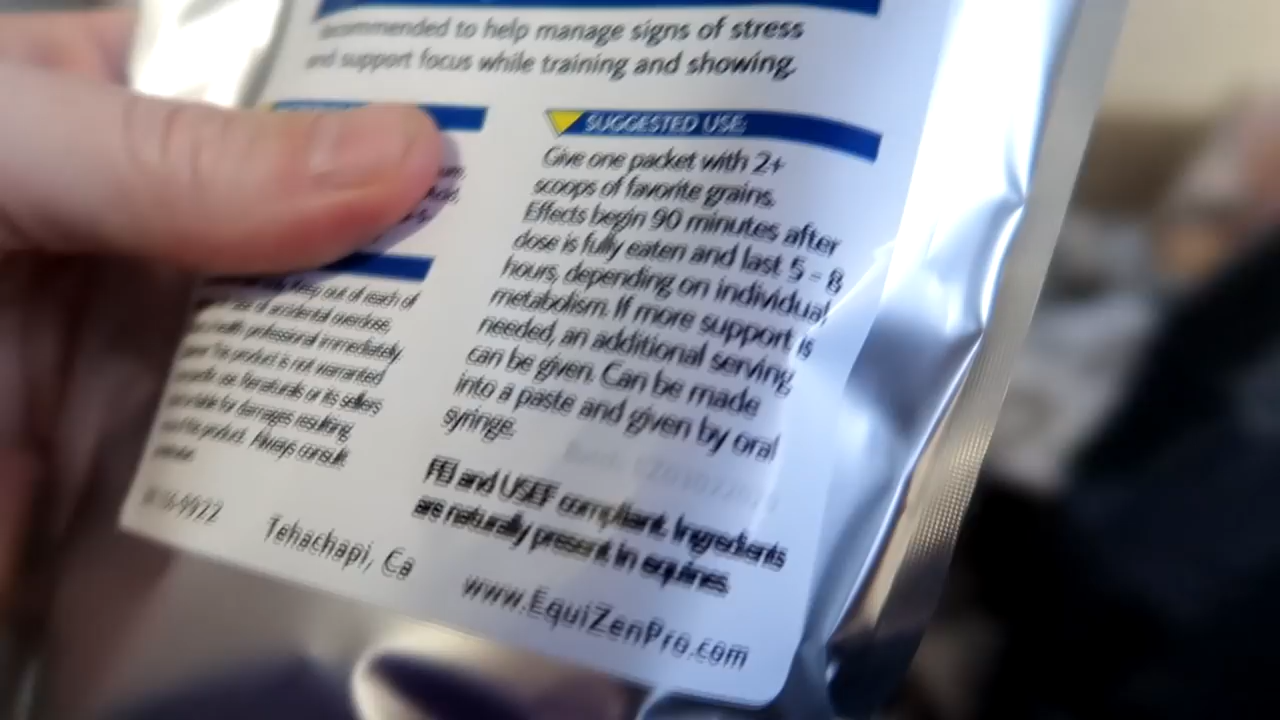 recommended to help manage signs of stress
and support focus while training and showing.
SUGGESTED USE:
Give one packet with 2+
scoops of favorite grains.
Effects begin 90 minutes after
dose is fully eaten and last 5 - 8
hours, depending on individual
metabolism. If more support is
needed, an additional serving
can be given. Can be made
into a paste and given by oral
syringe.
FEI and USEF compliant. Ingredients
are naturally present in equines.
Keep out of reach of
of accidental overdose,
health professional immediately.
This product is not warranted
use. or its sellers
liable for damages resulting
product. Always consult
9922
Tehachapi, Ca
www.EquiZenPro.com